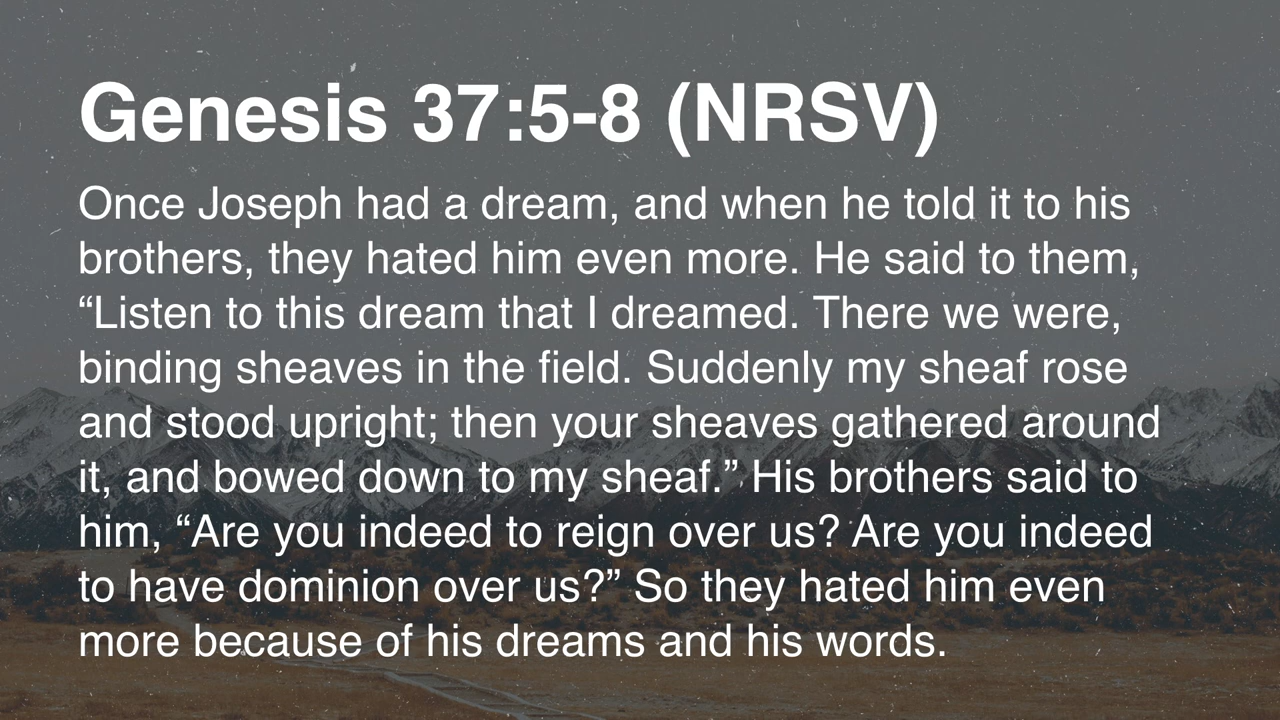 Genesis 37:5-8 (NRSV)
Once Joseph had a dream, and when he told it to his
brothers, they hated him even more. He said to them,
“Listen to this dream that I dreamed. There we were,
binding sheaves in the field. Suddenly my sheaf rose
and stood upright; then your sheaves gathered around
it, and bowed down to my sheaf.” His brothers said to
him, “Are you indeed to reign over us? Are you indeed
to have dominion over us?” So they hated him even
more because of his dreams and his words.